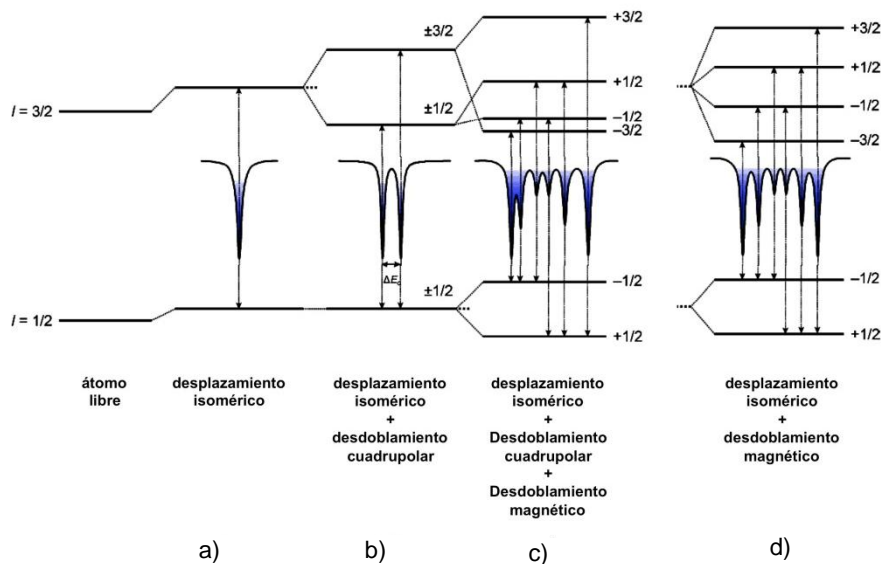 I = 3/2
I = 1/2
átomo
libre
desplazamiento
isomérico
±3/2
±1/2
ΔE
±1/2
desplazamiento
isomérico
+
desdoblamiento
cuadrupolar
+3/2
+1/2
−1/2
−3/2
−1/2
+1/2
desplazamiento
isomérico
+
Desdoblamiento
cuadrupolar
+
Desdoblamiento
magnético
+3/2
+1/2
−1/2
−3/2
−1/2
+1/2
desplazamiento
isomérico
+
desdoblamiento
magnético
a)
b)
c)
d)